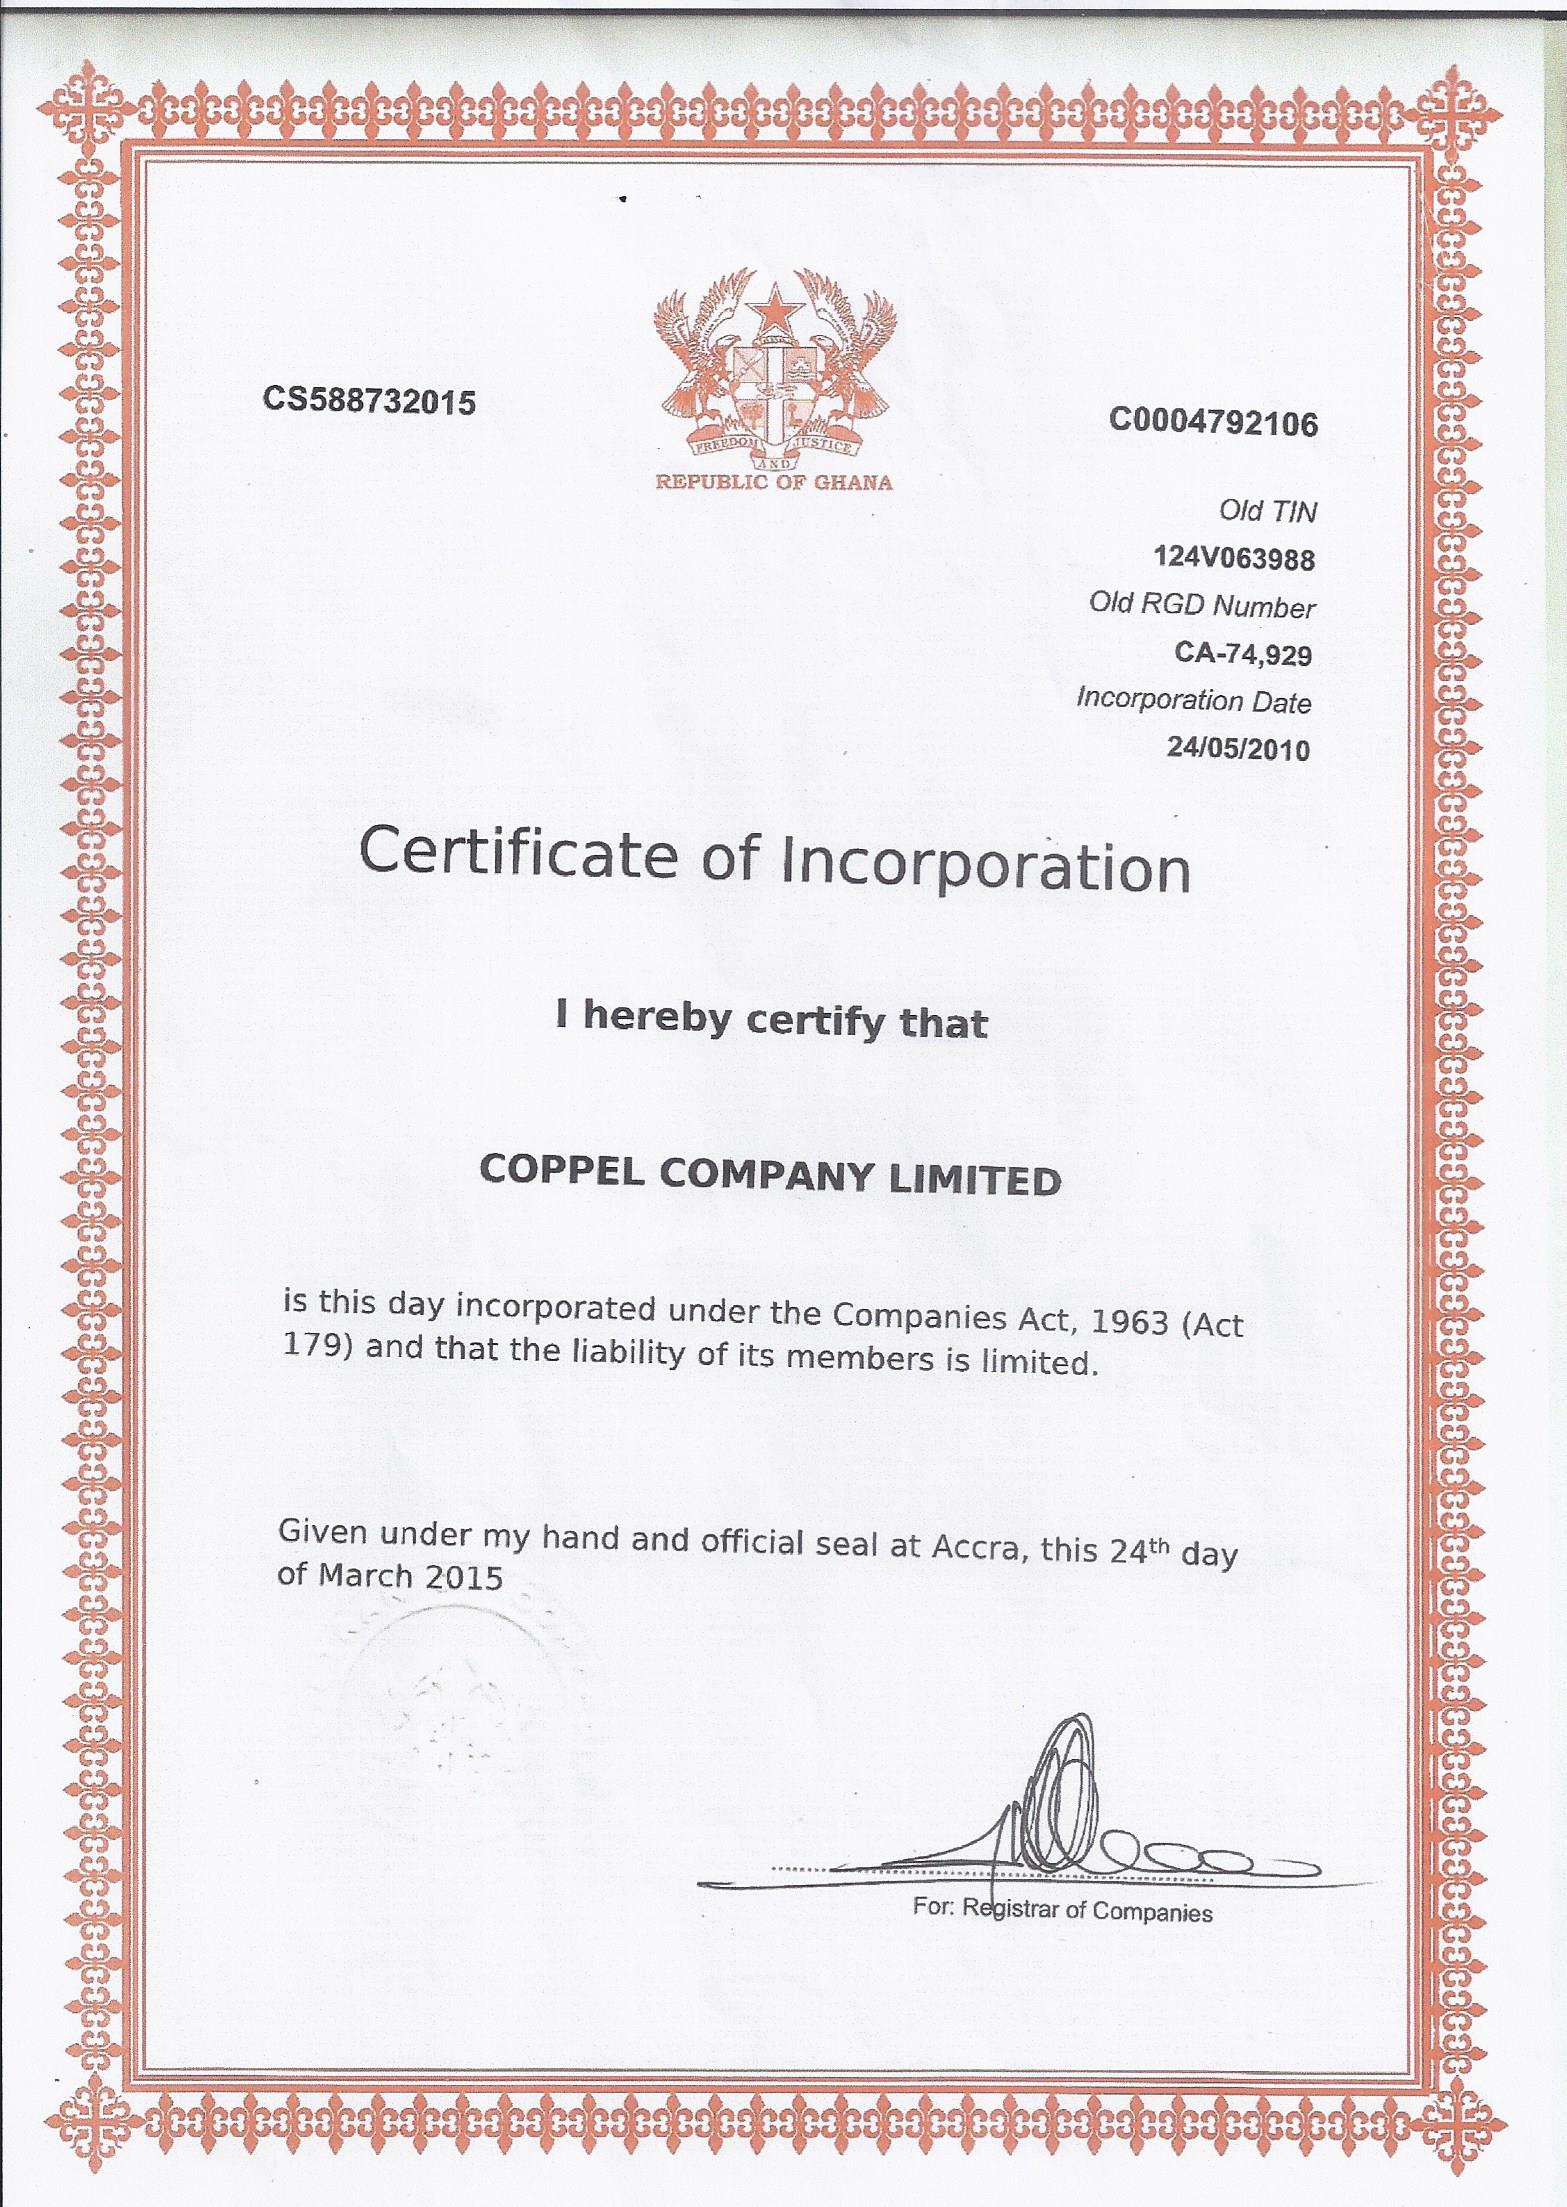 CS588732015
C0004792106
FREEDOM AND JUSTICE
REPUBLIC OF GHANA
Old TIN
124V063988
Old RGD Number
CA-74,929
Incorporation Date
24/05/2010
Certificate of Incorporation
I hereby certify that
COPPEL COMPANY LIMITED
is this day incorporated under the Companies Act, 1963 (Act
179) and that the liability of its members is limited.
Given under my hand and official seal at Accra, this 24th day
of March 2015
For: Registrar of Companies